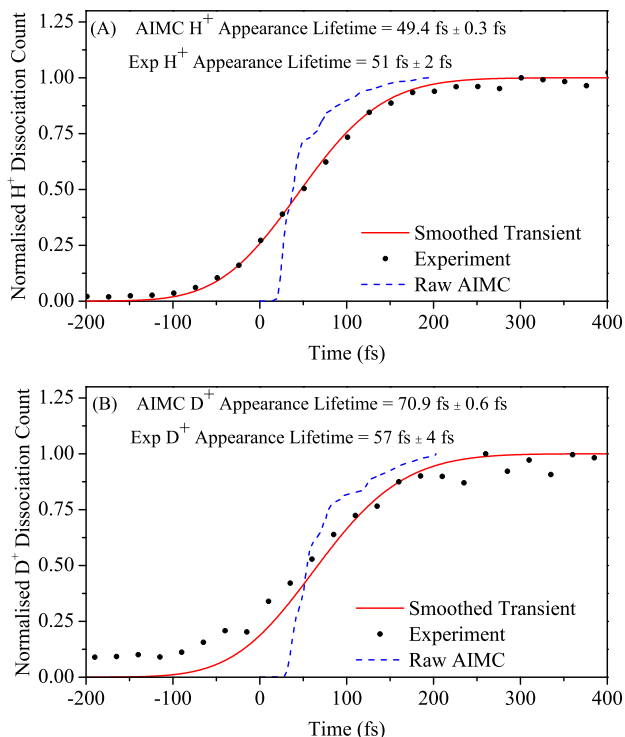 (A) AIMC H⁺ Appearance Lifetime = 49.4 fs ± 0.3 fs
Exp H⁺ Appearance Lifetime = 51 fs ± 2 fs
Normalised H⁺ Dissociation Count
1.25
1.00
0.75
0.50
0.25
0.00
Smoothed Transient
Experiment
Raw AIMC
-200 -100 0 100 200 300 400
Time (fs)
(B) AIMC D⁺ Appearance Lifetime = 70.9 fs ± 0.6 fs
Exp D⁺ Appearance Lifetime = 57 fs ± 4 fs
Normalised D⁺ Dissociation Count
1.25
1.00
0.75
0.50
0.25
0.00
Smoothed Transient
Experiment
Raw AIMC
-200 -100 0 100 200 300 400
Time (fs)